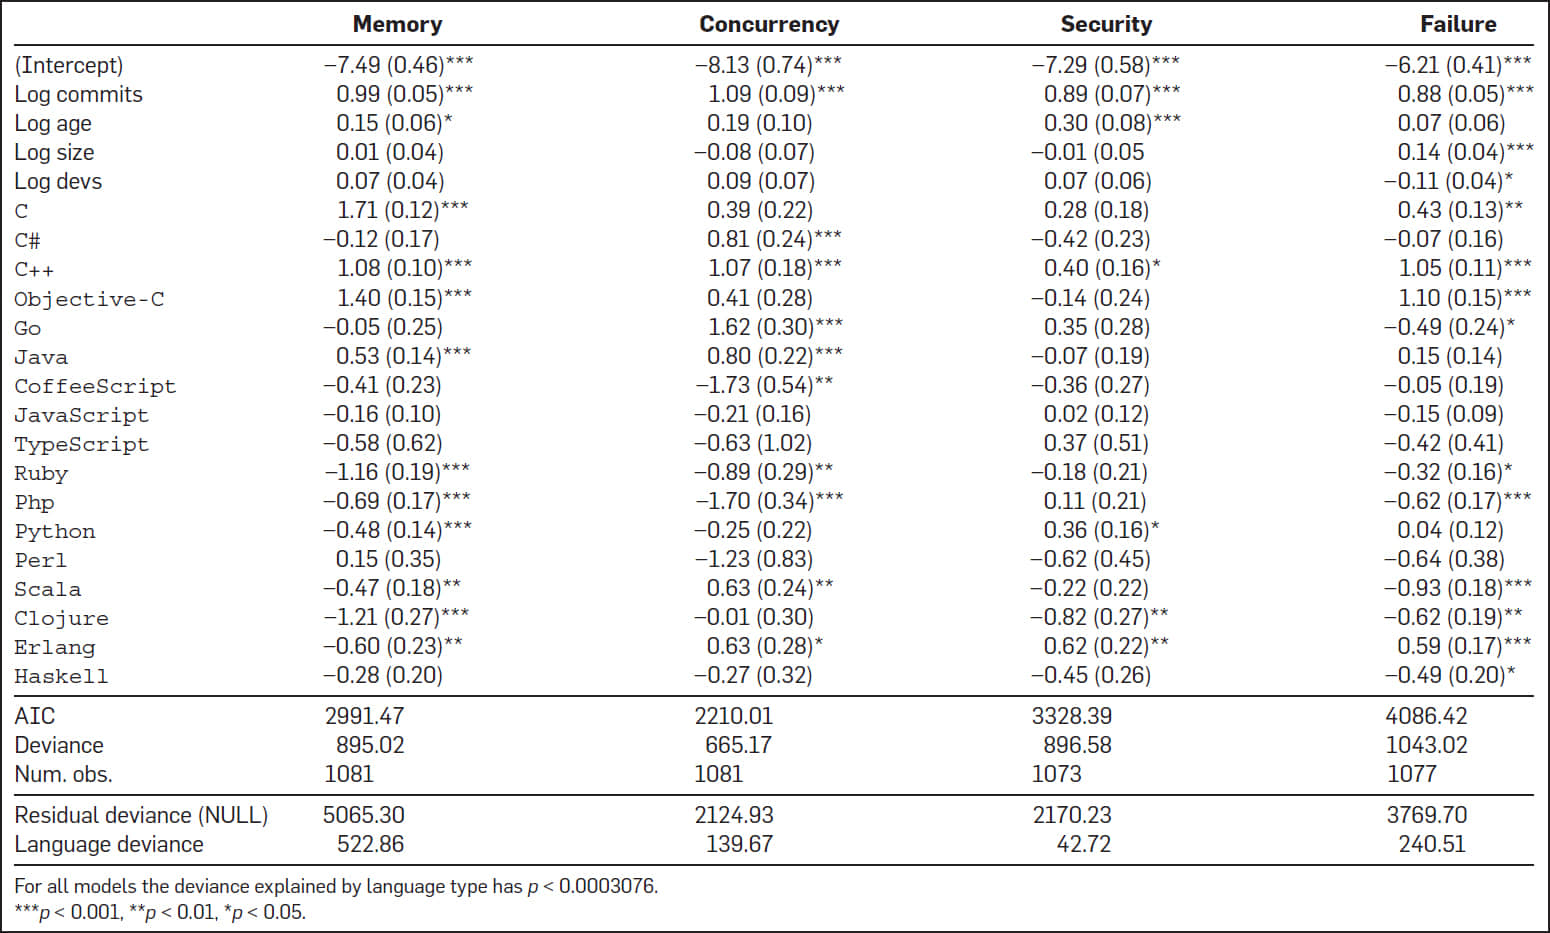 Memory Concurrency Security Failure
(Intercept) −7.49 (0.46)*** −8.13 (0.74)*** −7.29 (0.58)*** −6.21 (0.41)***
Log commits 0.99 (0.05)*** 1.09 (0.09)*** 0.89 (0.07)*** 0.88 (0.05)***
Log age 0.15 (0.06)* 0.19 (0.10) 0.30 (0.08)*** 0.07 (0.06)
Log size 0.01 (0.04) −0.08 (0.07) −0.01 (0.05 0.14 (0.04)***
Log devs 0.07 (0.04) 0.09 (0.07) 0.07 (0.06) −0.11 (0.04)*
C 1.71 (0.12)*** 0.39 (0.22) 0.28 (0.18) 0.43 (0.13)**
C# −0.12 (0.17) 0.81 (0.24)*** −0.42 (0.23) −0.07 (0.16)
C++ 1.08 (0.10)*** 1.07 (0.18)*** 0.40 (0.16)* 1.05 (0.11)***
Objective-C 1.40 (0.15)*** 0.41 (0.28) −0.14 (0.24) 1.10 (0.15)***
Go −0.05 (0.25) 1.62 (0.30)*** 0.35 (0.28) −0.49 (0.24)*
Java 0.53 (0.14)*** 0.80 (0.22)*** −0.07 (0.19) 0.15 (0.14)
CoffeeScript −0.41 (0.23) −1.73 (0.54)** −0.36 (0.27) −0.05 (0.19)
JavaScript −0.16 (0.10) −0.21 (0.16) 0.02 (0.12) −0.15 (0.09)
TypeScript −0.58 (0.62) −0.63 (1.02) 0.37 (0.51) −0.42 (0.41)
Ruby −1.16 (0.19)*** −0.89 (0.29)** −0.18 (0.21) −0.32 (0.16)*
Php −0.69 (0.17)*** −1.70 (0.34)*** 0.11 (0.21) −0.62 (0.17)***
Python −0.48 (0.14)*** −0.25 (0.22) 0.36 (0.16)* 0.04 (0.12)
Perl 0.15 (0.35) −1.23 (0.83) −0.62 (0.45) −0.64 (0.38)
Scala −0.47 (0.18)** 0.63 (0.24)** −0.22 (0.22) −0.93 (0.18)***
Clojure −1.21 (0.27)*** −0.01 (0.30) −0.82 (0.27)** −0.62 (0.19)**
Erlang −0.60 (0.23)** 0.63 (0.28)* 0.62 (0.22)** 0.59 (0.17)***
Haskell −0.28 (0.20) −0.27 (0.32) −0.45 (0.26) −0.49 (0.20)*
AIC 2991.47 2210.01 3328.39 4086.42
Deviance 895.02 665.17 896.58 1043.02
Num. obs. 1081 1081 1073 1077
Residual deviance (NULL) 5065.30 2124.93 2170.23 3769.70
Language deviance 522.86 139.67 42.72 240.51
For all models the deviance explained by language type has p < 0.0003076.
***p < 0.001, **p < 0.01, *p < 0.05.